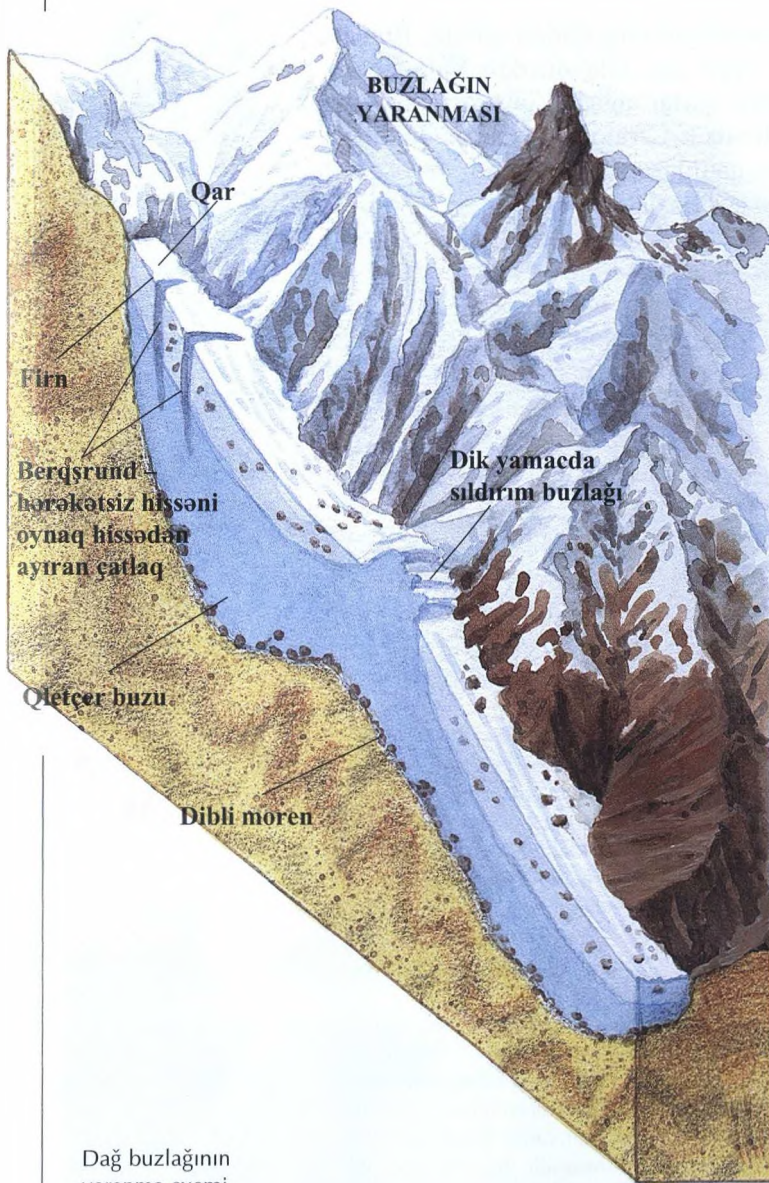 BUZLAĞIN
YARANMASI
Qar
Firn
Berqşrund –
hərəkətsiz hissəni
oynaq hissədən
ayıran çatlaq
Dik yamacda
sıldırım buzlağı
Qletçer buzu
Dibli moren
Dağ buzlağının